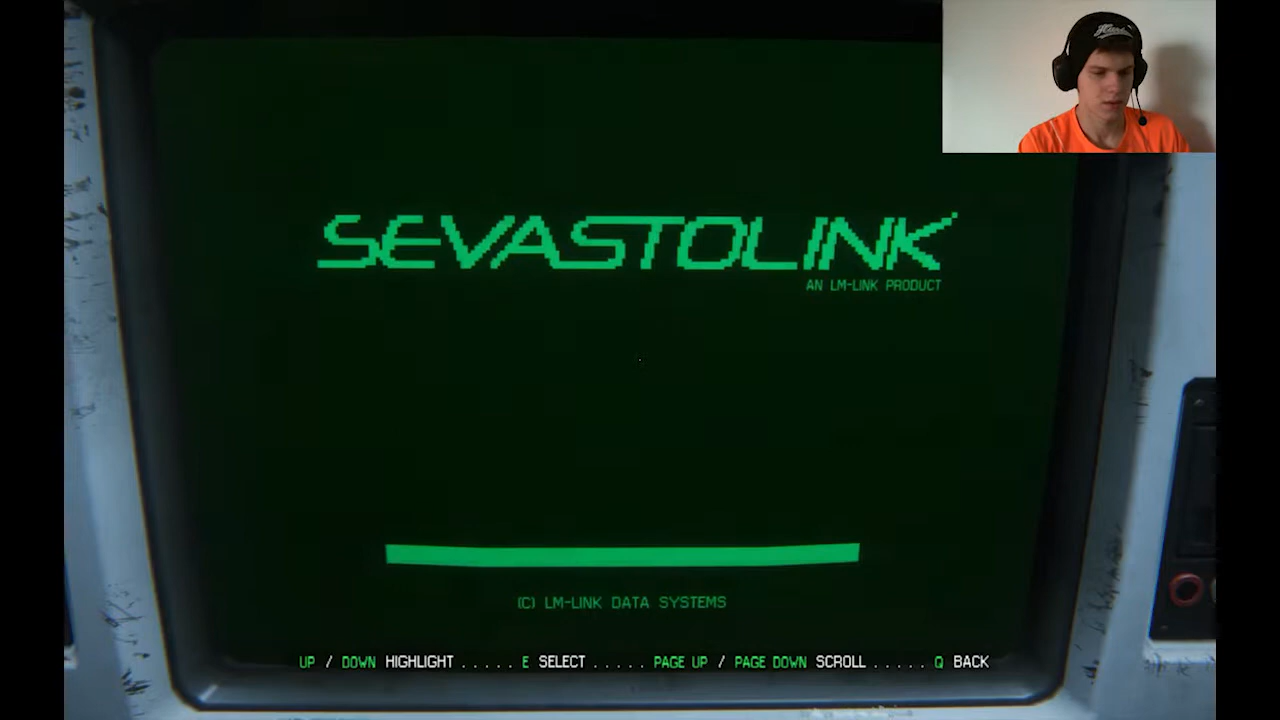 SEVASTOLINK
AN LM-LINK PRODUCT
(C) LM-LINK DATA SYSTEMS
UP / DOWN HIGHLIGHT ..... E SELECT ..... PAGE UP / PAGE DOWN SCROLL ..... Q BACK